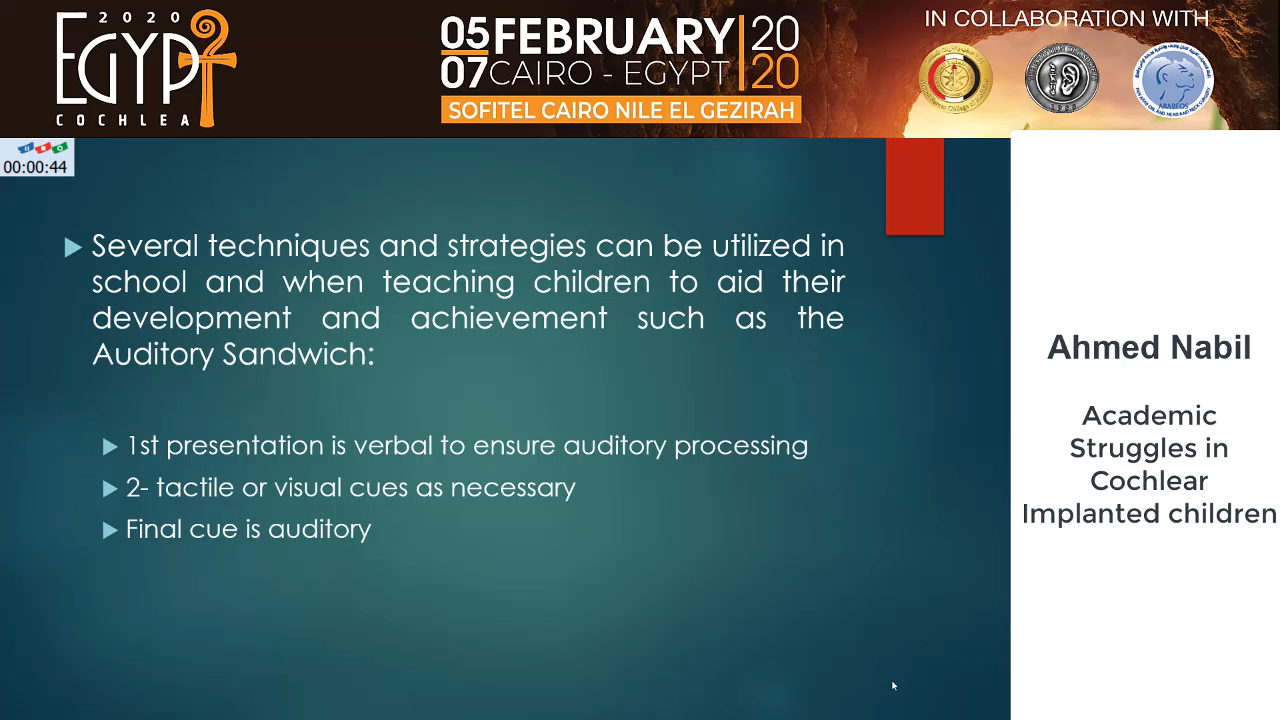 2020
EGYPT
COCHLEA
05 FEBRUARY 20
07 CAIRO - EGYPT 20
SOFITEL CAIRO NILE EL GEZIRAH
IN COLLABORATION WITH
ARABFOS
00:00:44
Several techniques and strategies can be utilized in
school and when teaching children to aid their
development and achievement such as the
Auditory Sandwich:
1st presentation is verbal to ensure auditory processing
2- tactile or visual cues as necessary
Final cue is auditory
Ahmed Nabil
Academic
Struggles in
Cochlear
Implanted children